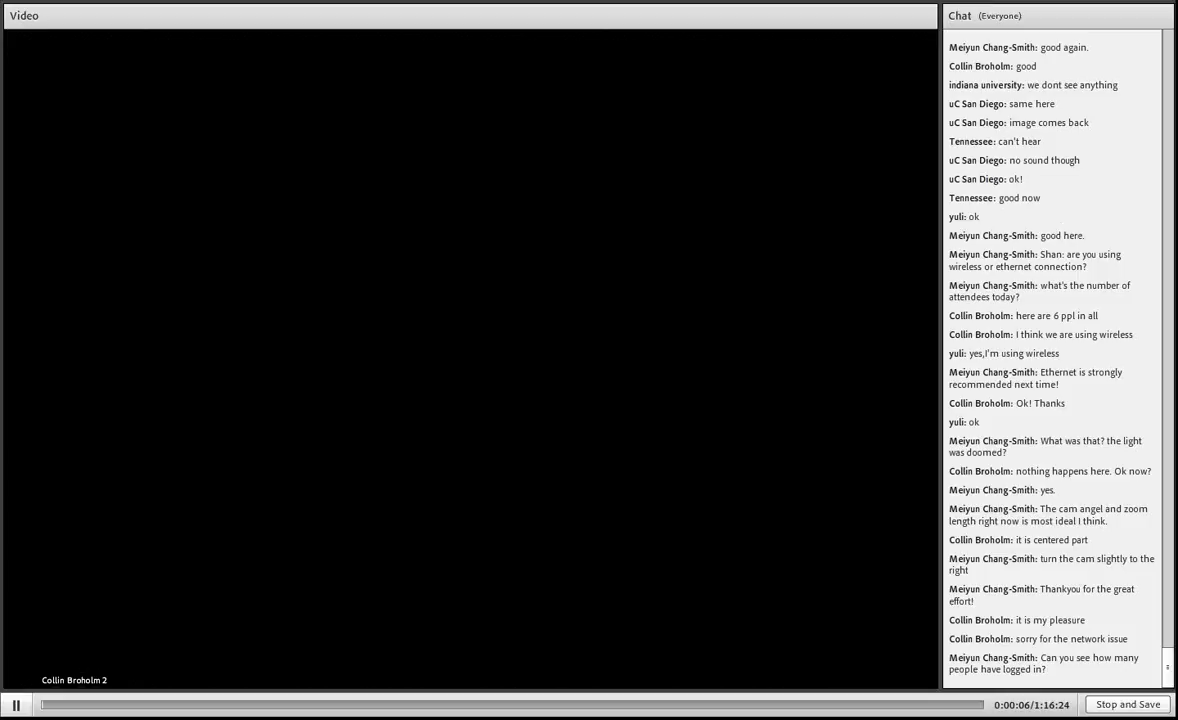 Video
Chat (Everyone)
Meiyun Chang-Smith: good again.
Collin Broholm: good
indiana university: we dont see anything
uC San Diego: same here
uC San Diego: image comes back
Tennessee: can't hear
uC San Diego: no sound though
uC San Diego: ok!
Tennessee: good now
yuli: ok
Meiyun Chang-Smith: good here.
Meiyun Chang-Smith: Shan: are you using
wireless or ethernet connection?
Meiyun Chang-Smith: what's the number of
attendees today?
Collin Broholm: here are 6 ppl in all
Collin Broholm: I think we are using wireless
yuli: yes,I'm using wireless
Meiyun Chang-Smith: Ethernet is strongly
recommended next time!
Collin Broholm: Ok! Thanks
yuli: ok
Meiyun Chang-Smith: What was that? the light
was doomed?
Collin Broholm: nothing happens here. Ok now?
Meiyun Chang-Smith: yes.
Meiyun Chang-Smith: The cam angel and zoom
length right now is most ideal I think.
Collin Broholm: it is centered part
Meiyun Chang-Smith: turn the cam slightly to the
right
Meiyun Chang-Smith: Thankyou for the great
effort!
Collin Broholm: it is my pleasure
Collin Broholm: sorry for the network issue
Meiyun Chang-Smith: Can you see how many
people have logged in?
Collin Broholm 2
0:00:06/1:16:24
Stop and Save